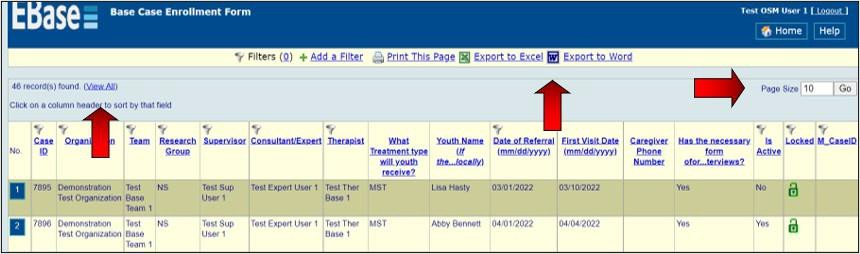 EBase Base Case Enrollment Form
Test OSM User 1 [ Logout ]
Home Help
Filters (0) Add a Filter Print This Page Export to Excel Export to Word
46 record(s) found. (View All)
Page Size 10 Go
Click on a column header to sort by that field
No. Case ID Organization Team Research Group Supervisor Consultant/Expert Therapist What Treatment type will youth receive? Youth Name (If the...locally) Date of Referral (mm/dd/yyyy) First Visit Date (mm/dd/yyyy) Caregiver Phone Number Has the necessary form ofor...terviews? Is Active Locked M_CaseID
1 7895 Demonstration Test Organization Test Base Team 1 NS Test Sup User 1 Test Expert User 1 Test Ther Base 1 MST Lisa Hasty 03/01/2022 03/10/2022 Yes No
2 7896 Demonstration Test Organization Test Base Team 1 NS Test Sup User 1 Test Expert User 1 Test Ther Base 1 MST Abby Bennett 04/01/2022 04/04/2022 Yes Yes